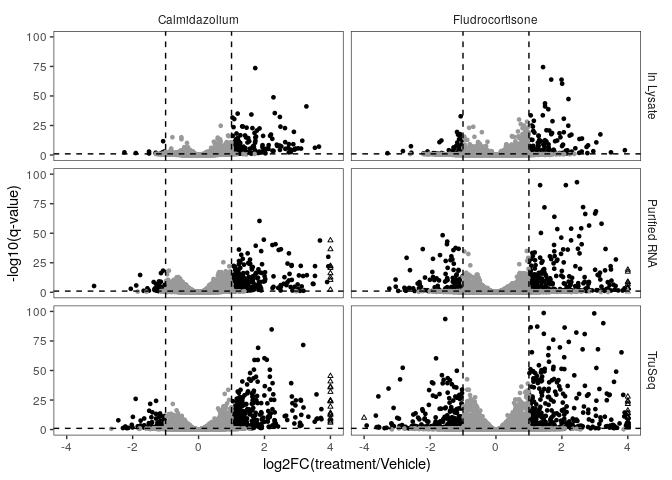 Calmidazolium Fludrocortisone
100
75
50
25
0
In Lysate
100
75
50
25
0
Purified RNA
100
75
50
25
0
TruSeq
-log10(q-value)
-4 -2 0 2 4 -4 -2 0 2 4
log2FC(treatment/Vehicle)